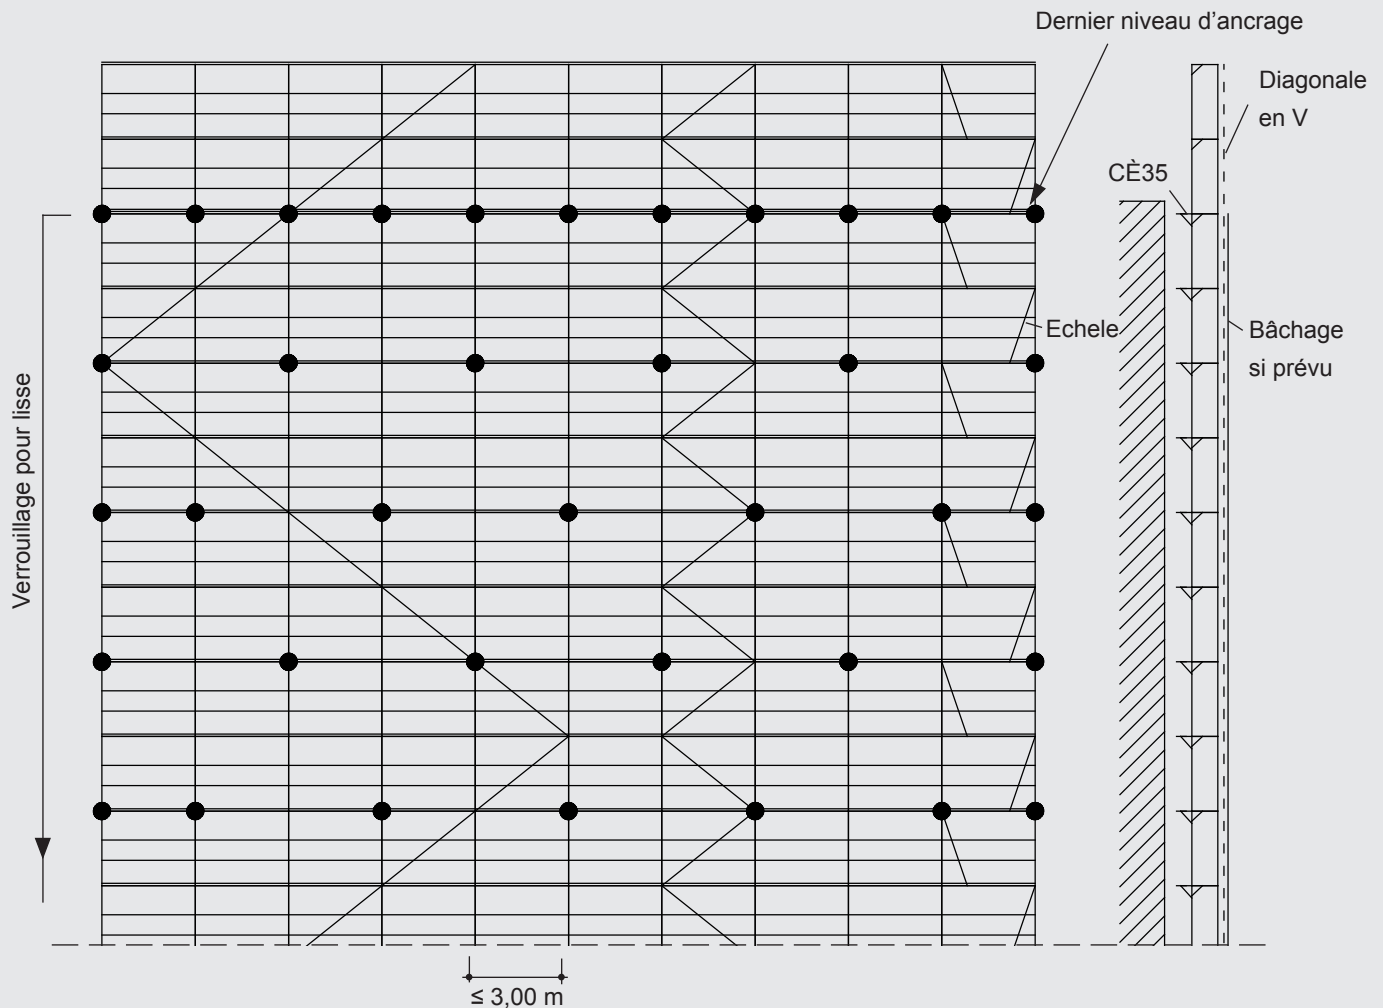 Dernier niveau d’ancrage
Diagonale
en V
CÈ35
Echele
Bâchage
si prévu
Verrouillage pour lisse
≤ 3,00 m